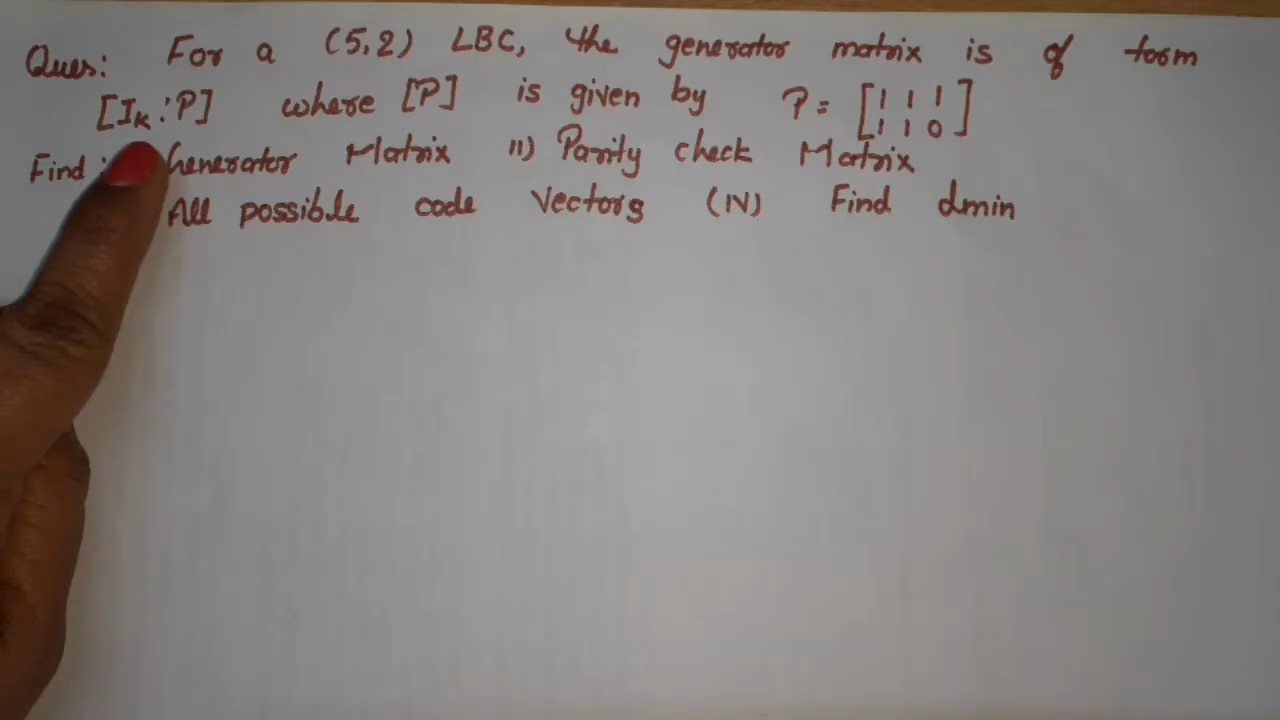 Ques: For a (5,2) LBC, the generator matrix is of form
[Ik : P] where [P] is given by P = [1 1 1
1 1 0]
Find : Generator Matrix ii) Parity check Matrix
All possible code vectors (iv) Find dmin